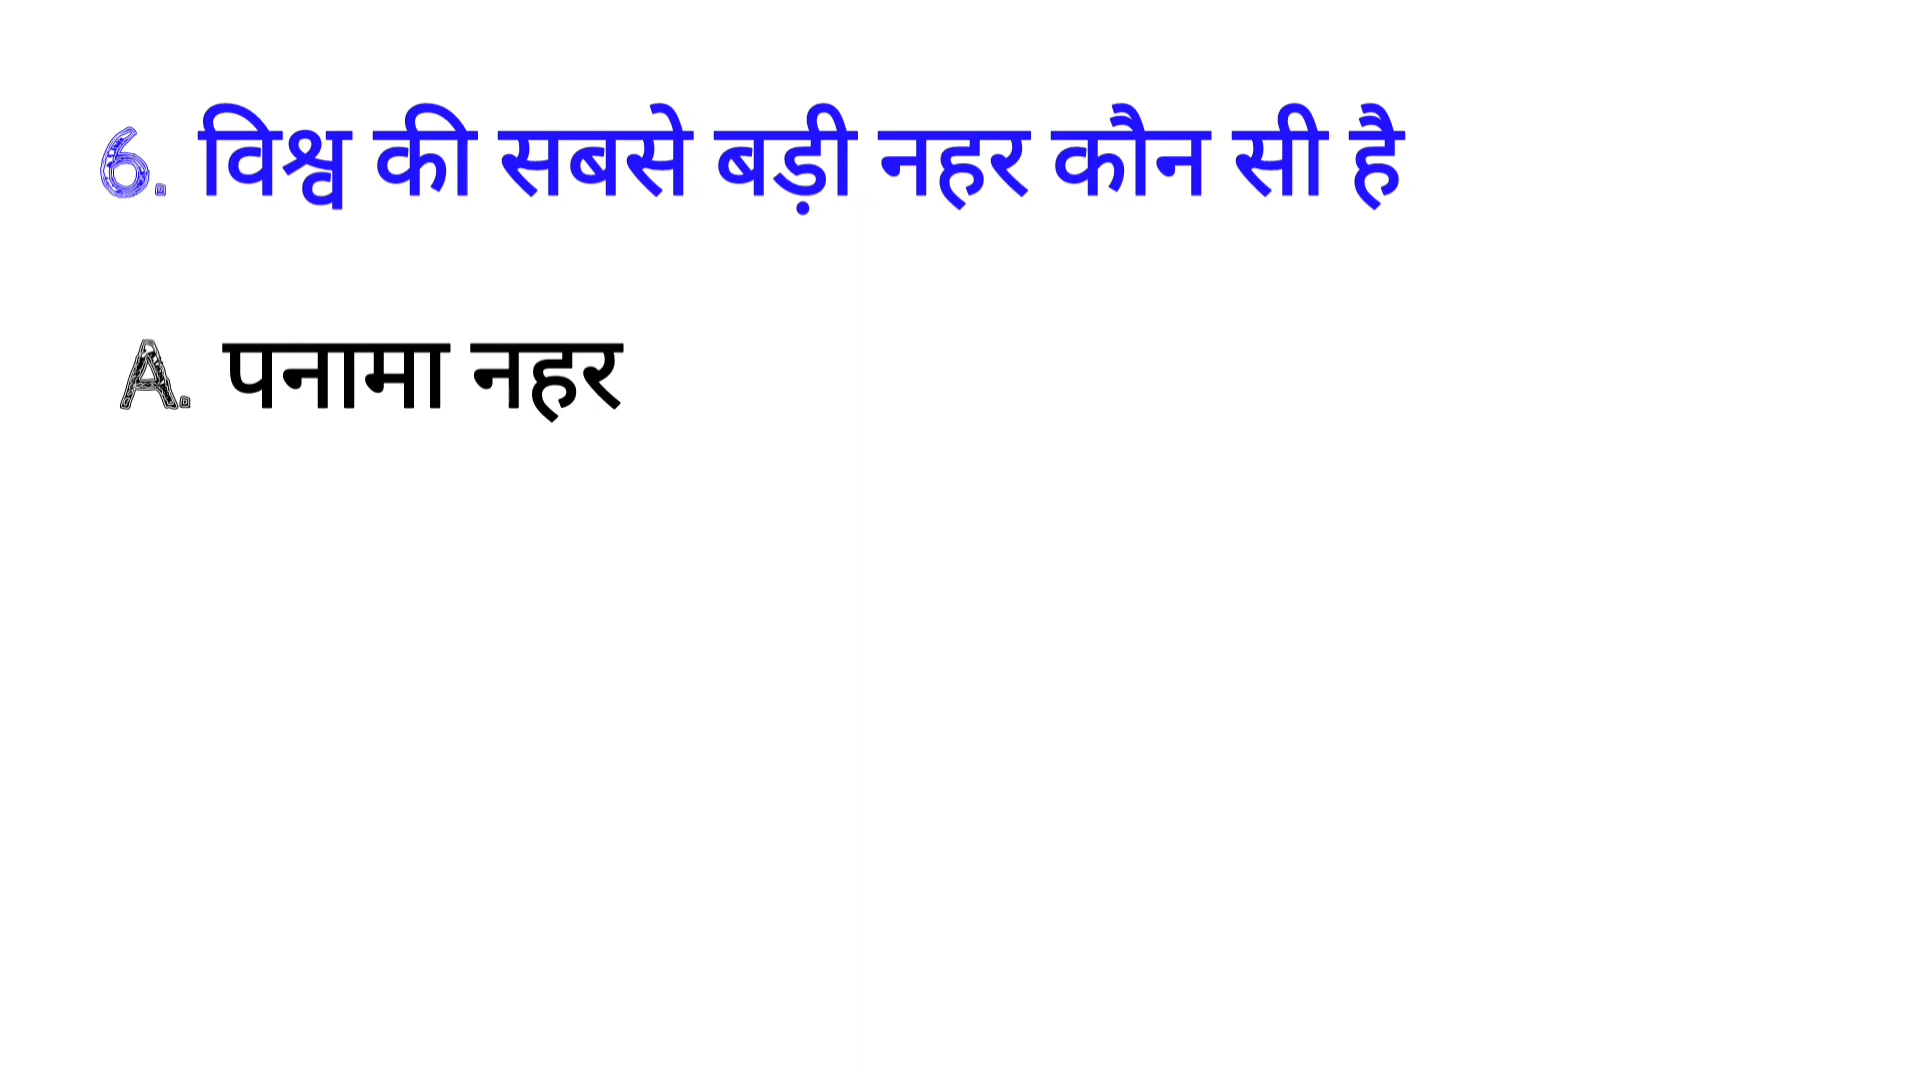 6. विश्व की सबसे बड़ी नहर कौन सी है
A. पनामा नहर